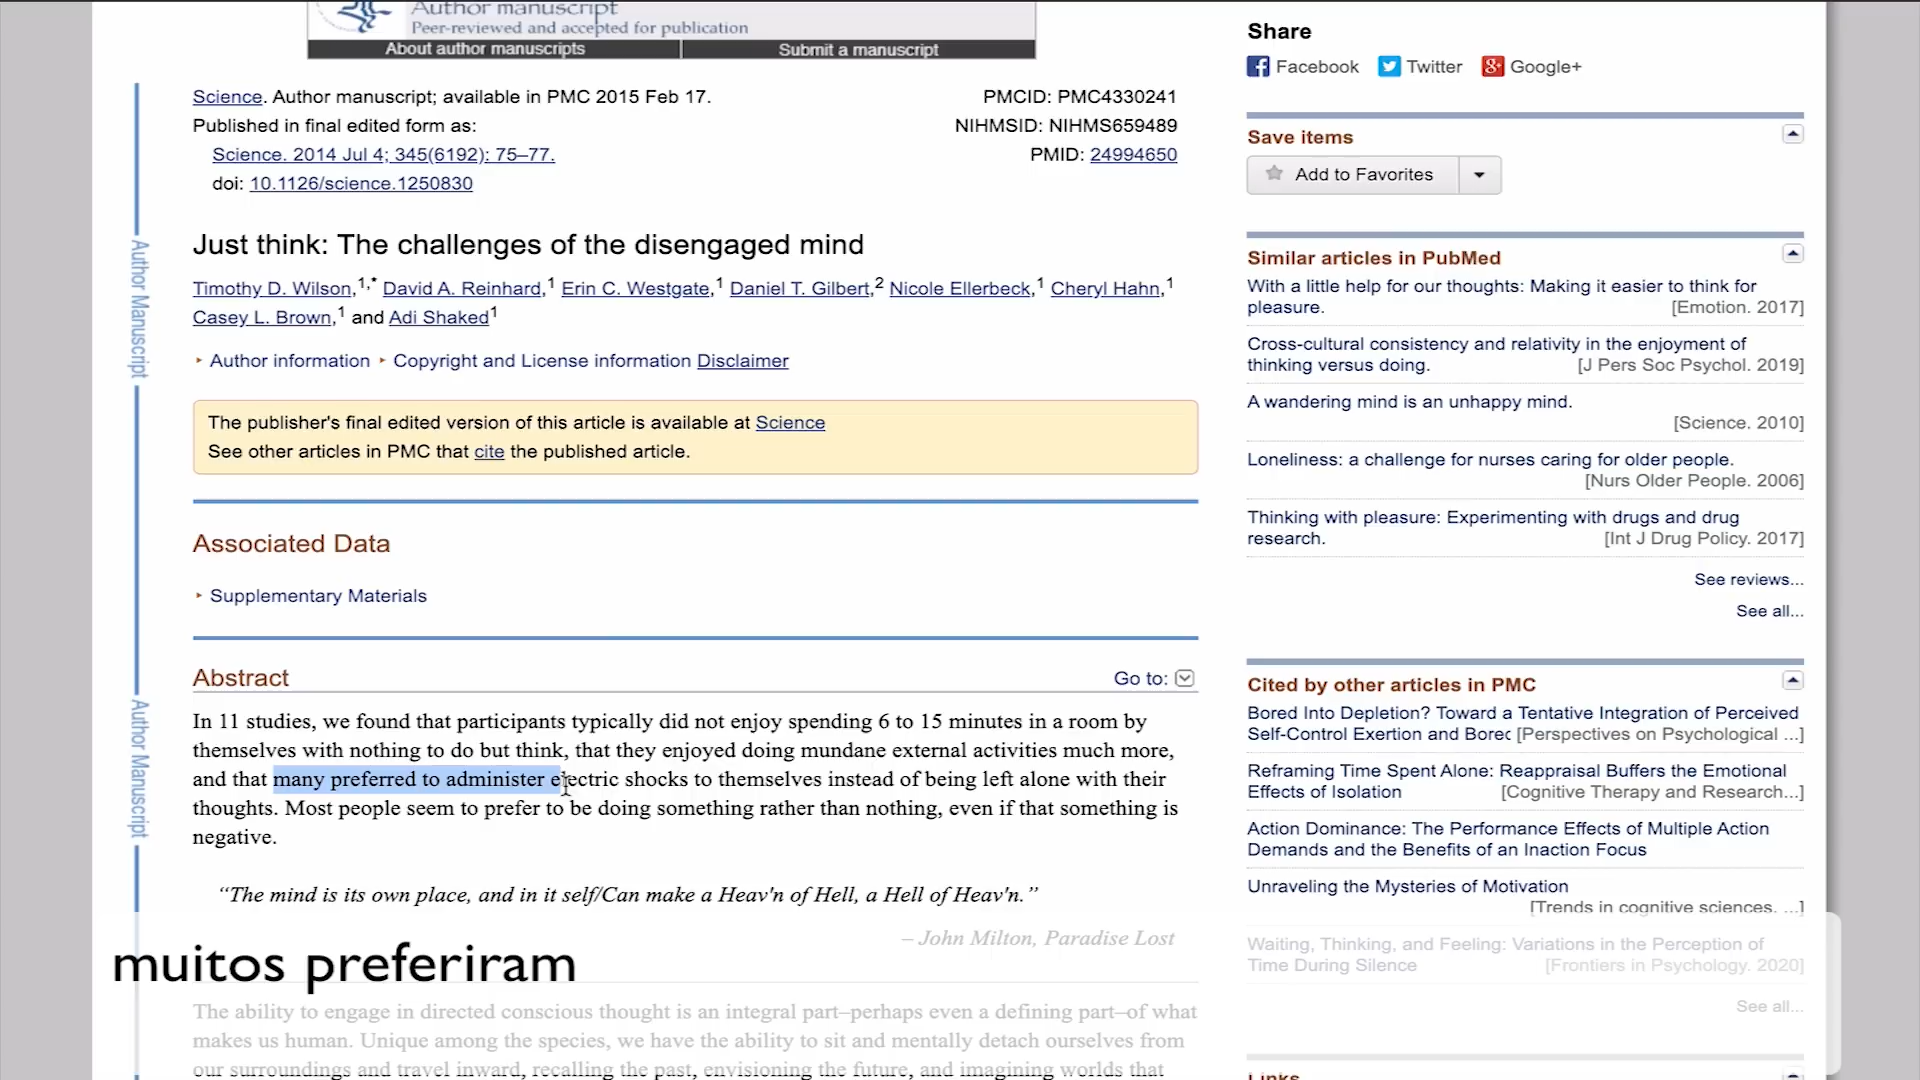 Author manuscript
Peer-reviewed and accepted for publication
About author manuscripts
Submit a manuscript
Science. Author manuscript; available in PMC 2015 Feb 17.
Published in final edited form as:
Science. 2014 Jul 4; 345(6192): 75–77.
doi: 10.1126/science.1250830
PMCID: PMC4330241
NIHMSID: NIHMS659489
PMID: 24994650
Just think: The challenges of the disengaged mind
Timothy D. Wilson,1,* David A. Reinhard,1 Erin C. Westgate,1 Daniel T. Gilbert,2 Nicole Ellerbeck,1 Cheryl Hahn,1
Casey L. Brown,1 and Adi Shaked1
Author information Copyright and License information Disclaimer
The publisher's final edited version of this article is available at Science
See other articles in PMC that cite the published article.
Associated Data
Supplementary Materials
Abstract
Go to:
In 11 studies, we found that participants typically did not enjoy spending 6 to 15 minutes in a room by
themselves with nothing to do but think, that they enjoyed doing mundane external activities much more,
and that many preferred to administer electric shocks to themselves instead of being left alone with their
thoughts. Most people seem to prefer to be doing something rather than nothing, even if that something is
negative.
“The mind is its own place, and in it self/Can make a Heav'n of Hell, a Hell of Heav'n.”
– John Milton, Paradise Lost
The ability to engage in directed conscious thought is an integral part–perhaps even a defining part–of what
makes us human. Unique among the species, we have the ability to sit and mentally detach ourselves from
our surroundings and travel inward, recalling the past, envisioning the future, and imagining worlds that
muitos preferiram
Author Manuscript
Author Manuscript
Share
Facebook
Twitter
Google+
Save items
Add to Favorites
Similar articles in PubMed
With a little help for our thoughts: Making it easier to think for
pleasure. [Emotion. 2017]
Cross-cultural consistency and relativity in the enjoyment of
thinking versus doing. [J Pers Soc Psychol. 2019]
A wandering mind is an unhappy mind.
[Science. 2010]
Loneliness: a challenge for nurses caring for older people.
[Nurs Older People. 2006]
Thinking with pleasure: Experimenting with drugs and drug
research. [Int J Drug Policy. 2017]
See reviews...
See all...
Cited by other articles in PMC
Bored Into Depletion? Toward a Tentative Integration of Perceived
Self-Control Exertion and Borec [Perspectives on Psychological ...]
Reframing Time Spent Alone: Reappraisal Buffers the Emotional
Effects of Isolation [Cognitive Therapy and Research...]
Action Dominance: The Performance Effects of Multiple Action
Demands and the Benefits of an Inaction Focus
Unraveling the Mysteries of Motivation
[Trends in cognitive sciences. ...]
Waiting, Thinking, and Feeling: Variations in the Perception of
Time During Silence [Frontiers in Psychology. 2020]
See all...
Links